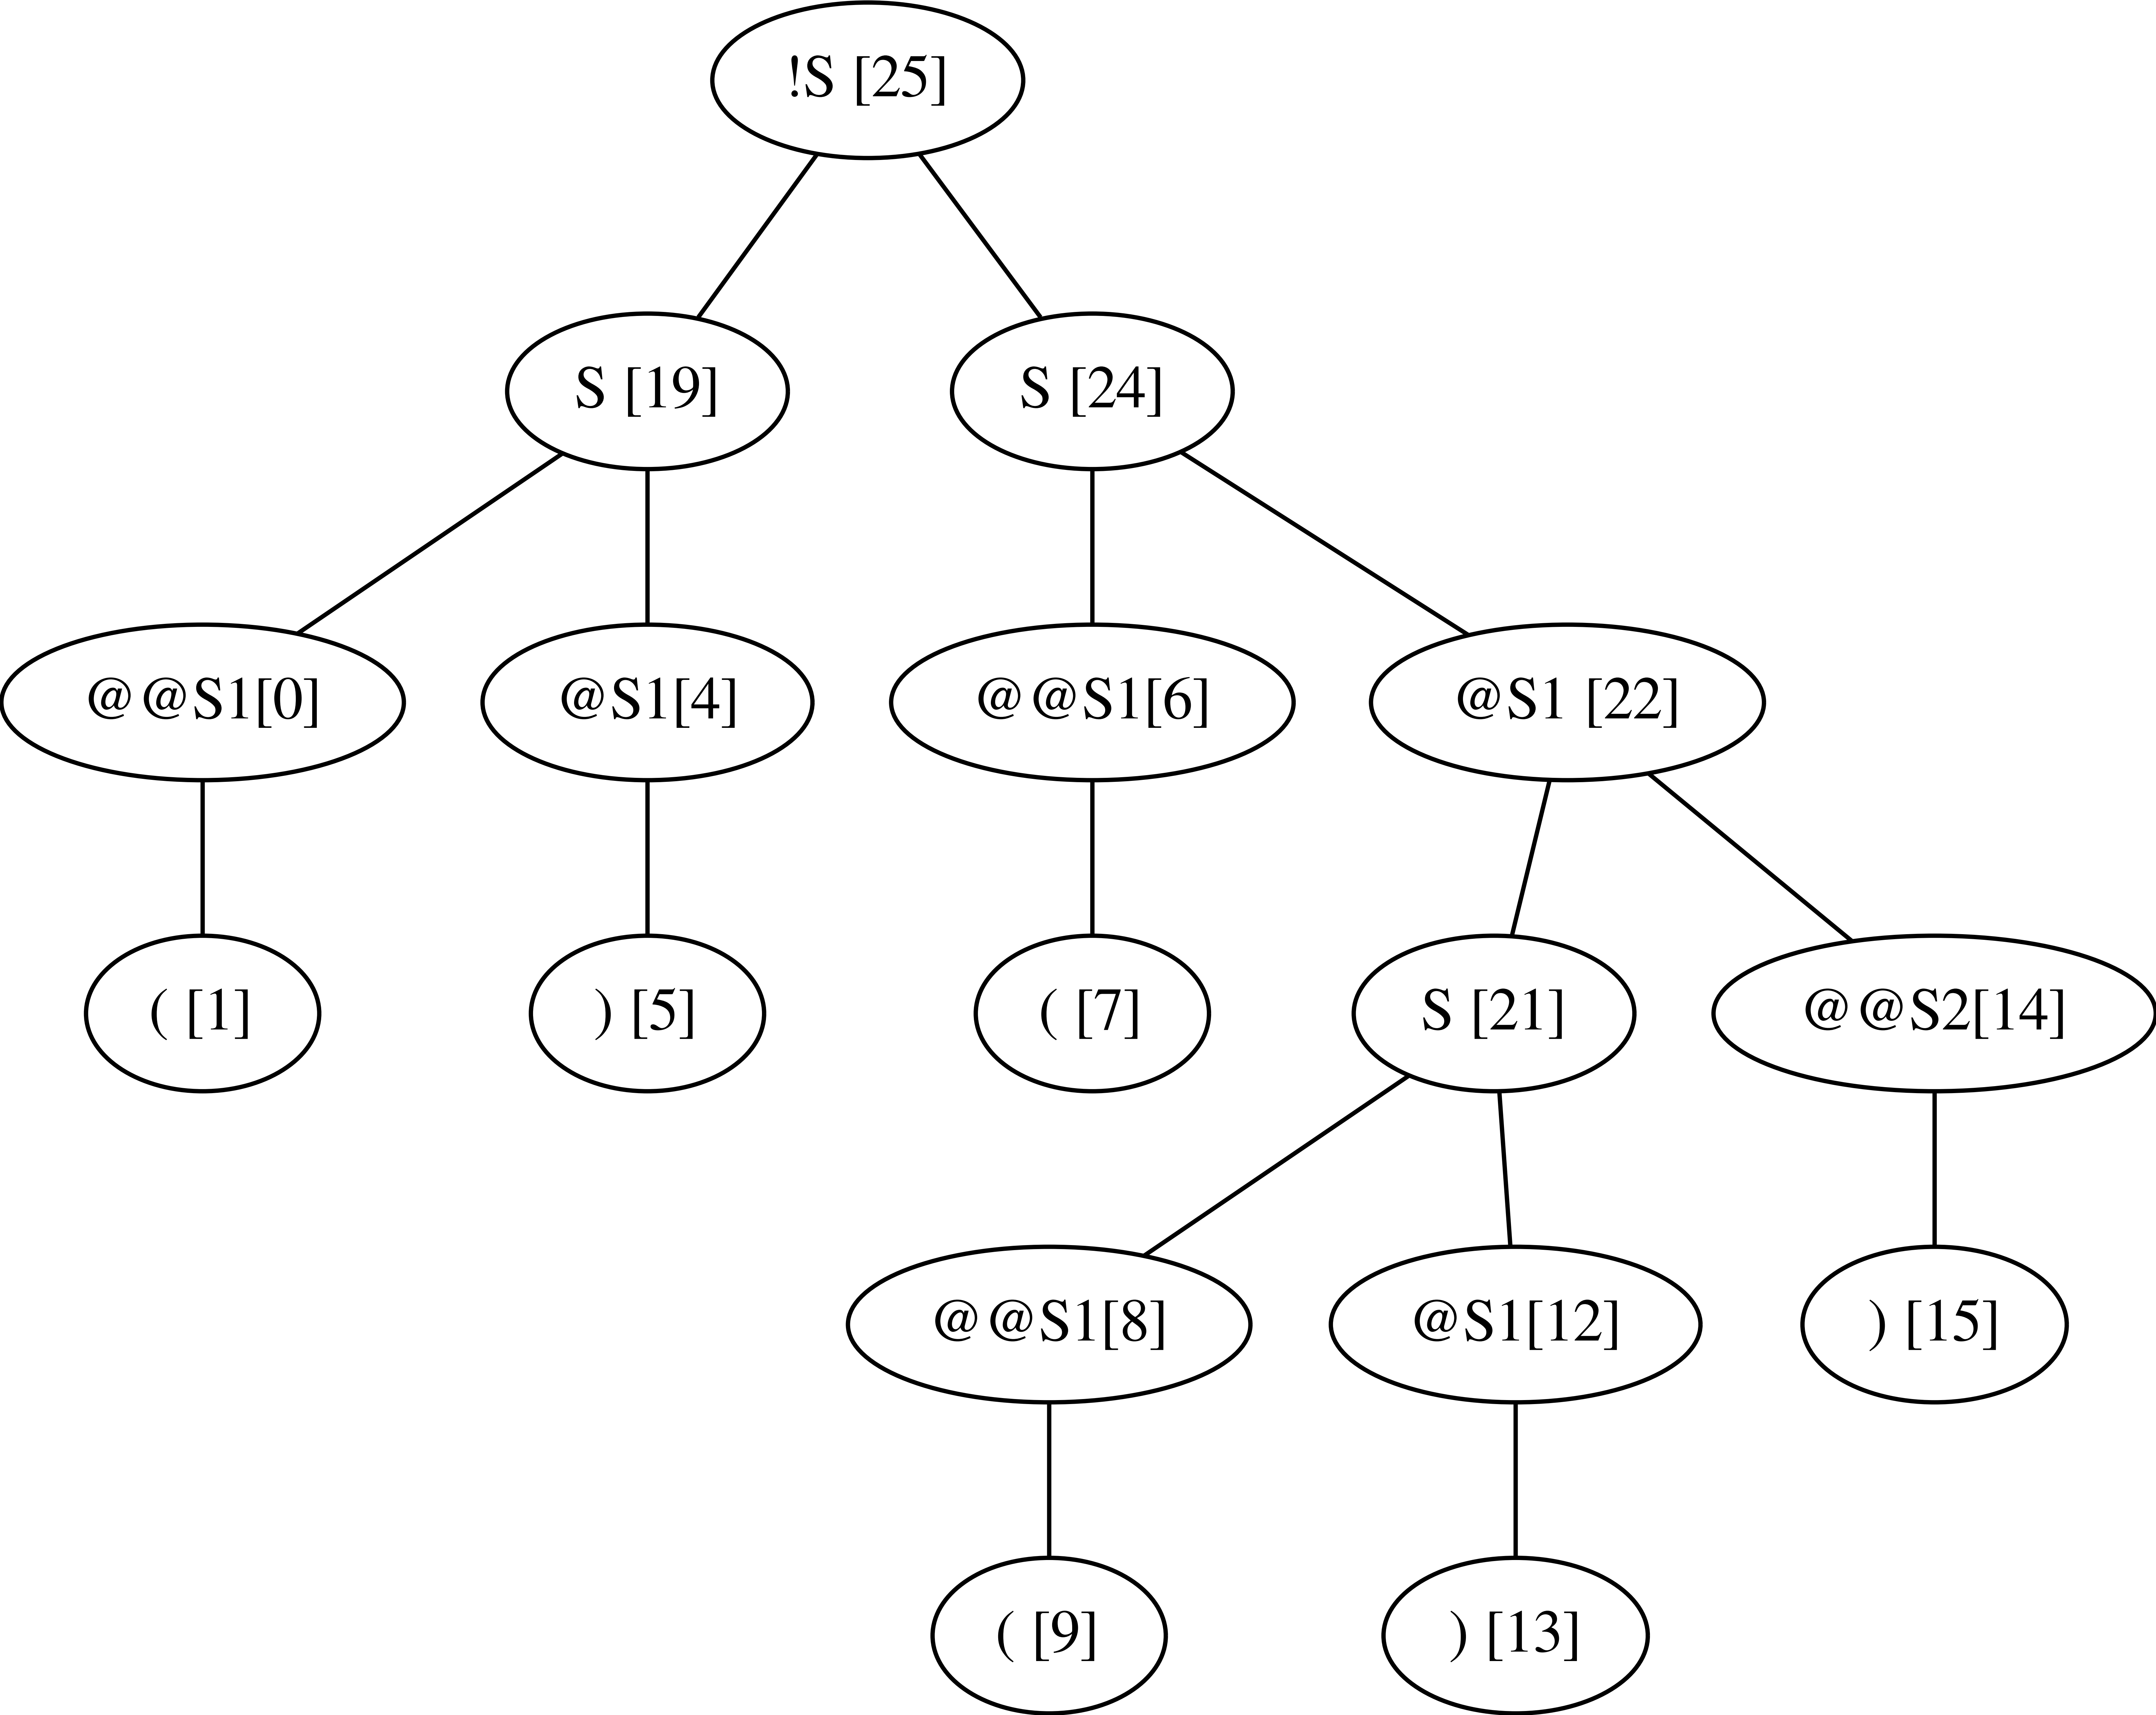 !S [25]
S [19]
S [24]
@@S1[0]
@S1[4]
@@S1[6]
@S1 [22]
( [1]
) [5]
( [7]
S [21]
@@S2[14]
@@S1[8]
@S1[12]
) [15]
( [9]
) [13]